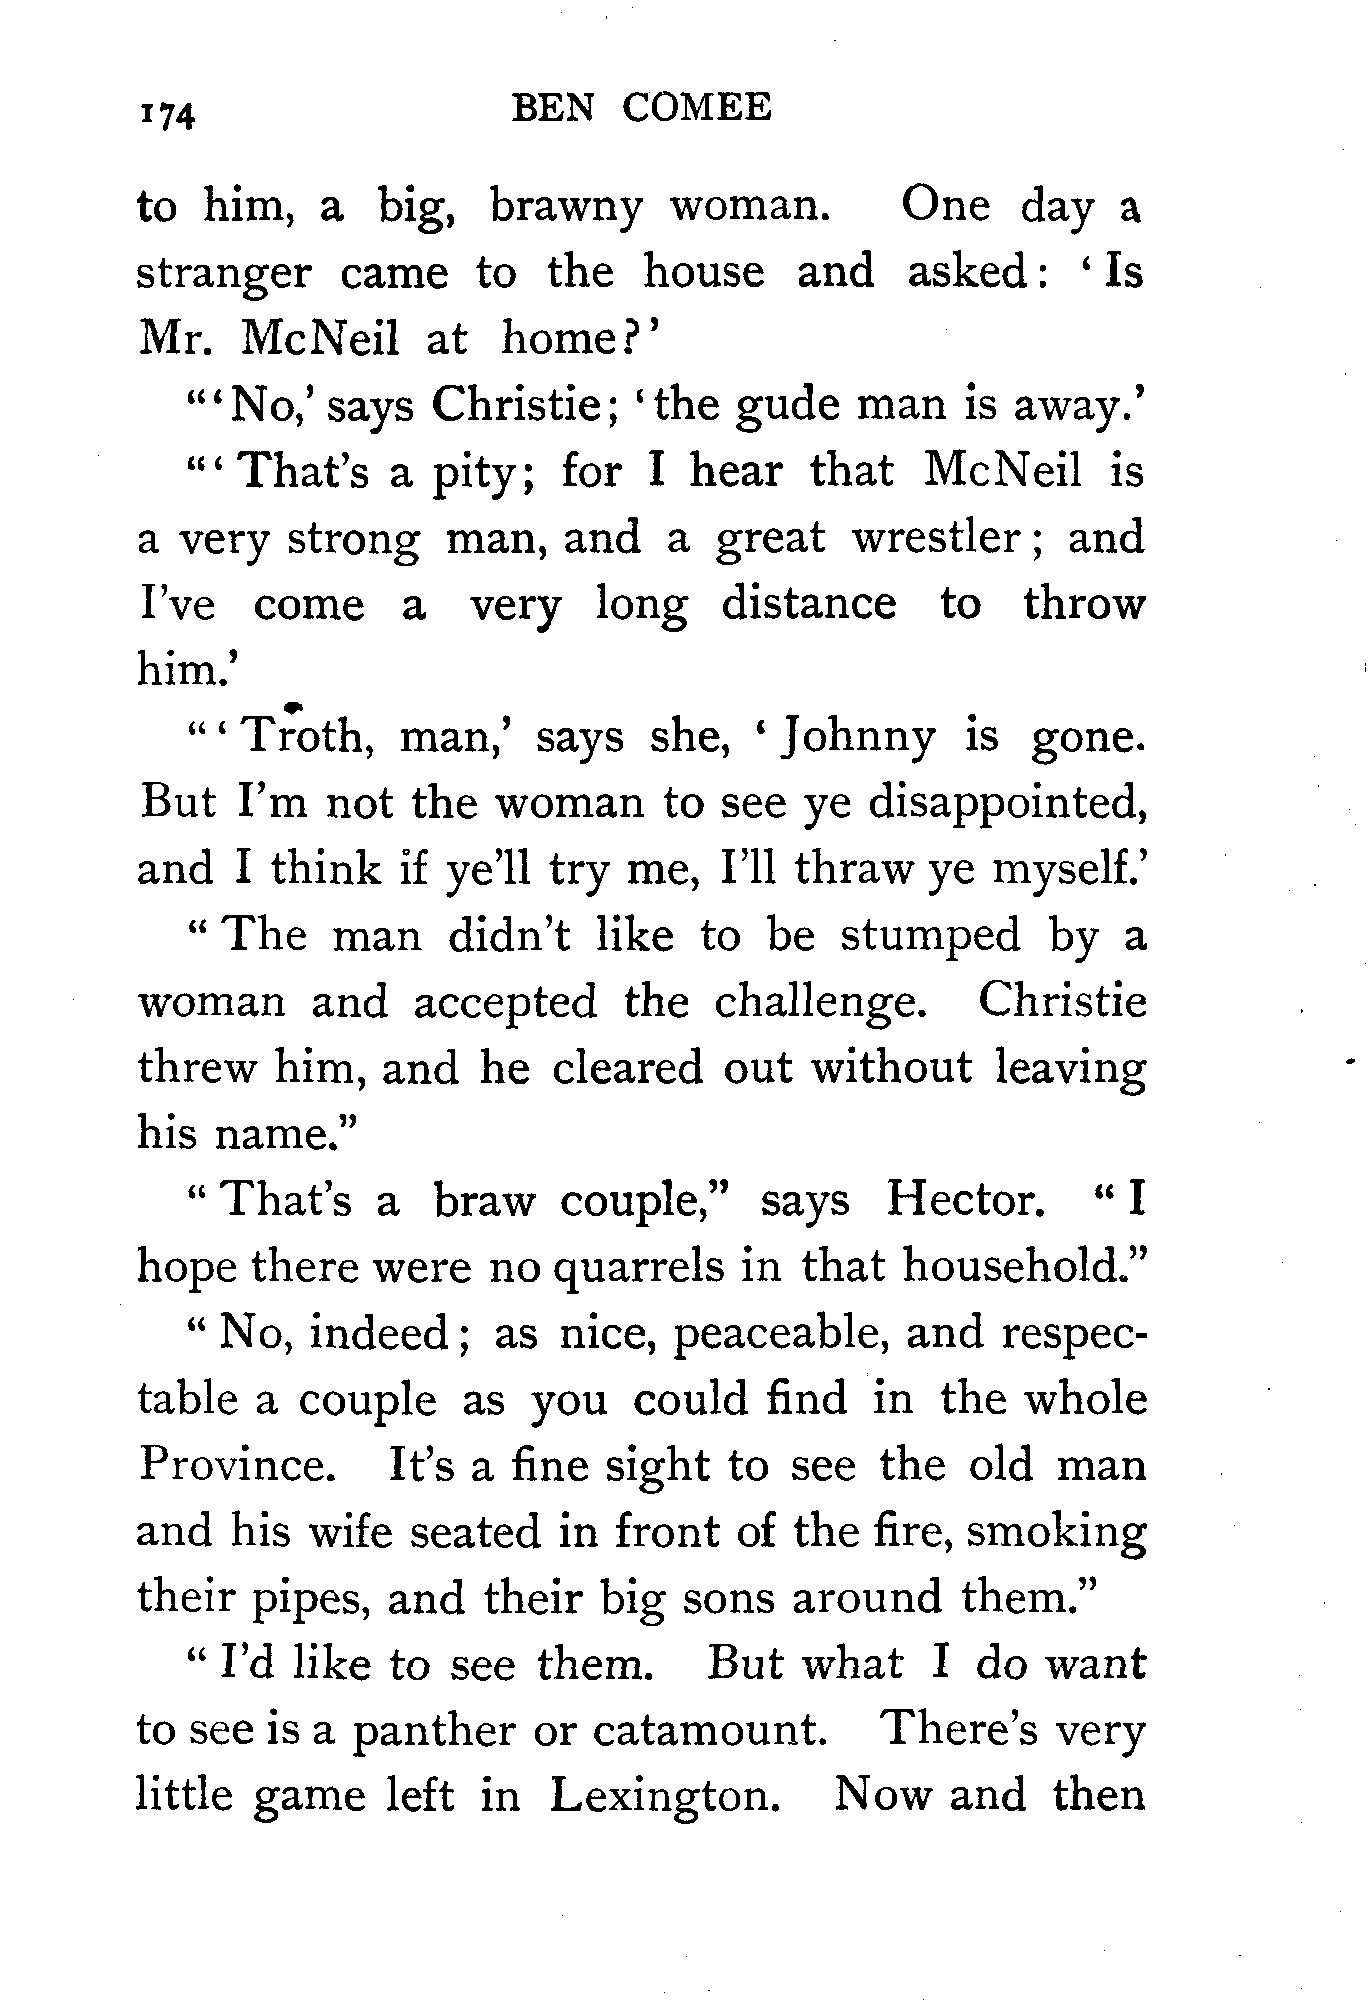 174 BEN COMEE
to him, a big, brawny woman. One day a
stranger came to the house and asked: ‘Is
Mr. McNeil at home?’
“‘No,’ says Christie; ‘the gude man is away.’
“‘That's a pity; for I hear that McNeil is
a very strong man, and a great wrestler; and
I've come a very long distance to throw
him.’
“‘Troth, man,’ says she, ‘Johnny is gone.
But I'm not the woman to see ye disappointed,
and I think if ye'll try me, I'll thraw ye myself.’
“The man didn't like to be stumped by a
woman and accepted the challenge. Christie
threw him, and he cleared out without leaving
his name.”
“That's a braw couple,” says Hector. “I
hope there were no quarrels in that household.”
“No, indeed; as nice, peaceable, and respec-
table a couple as you could find in the whole
Province. It's a fine sight to see the old man
and his wife seated in front of the fire, smoking
their pipes, and their big sons around them.”
“I'd like to see them. But what I do want
to see is a panther or catamount. There's very
little game left in Lexington. Now and then